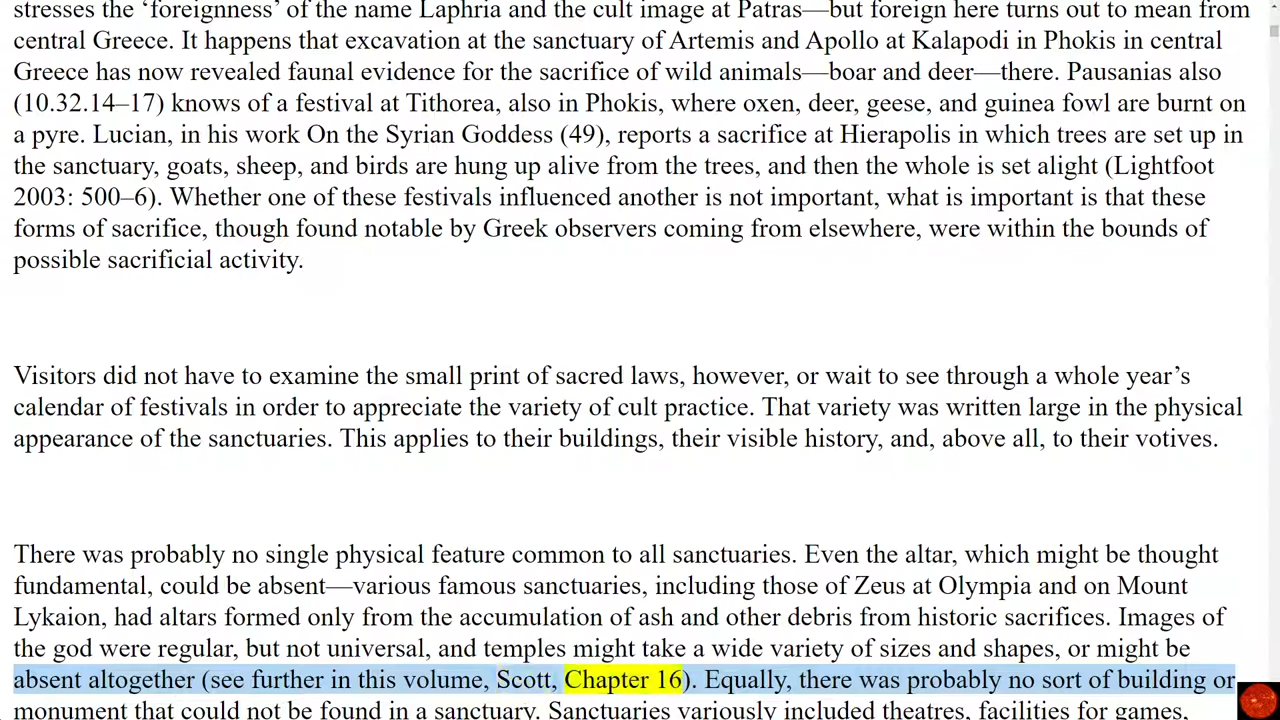 stresses the ‘foreignness’ of the name Laphria and the cult image at Patras—but foreign here turns out to mean from
central Greece. It happens that excavation at the sanctuary of Artemis and Apollo at Kalapodi in Phokis in central
Greece has now revealed faunal evidence for the sacrifice of wild animals—boar and deer—there. Pausanias also
(10.32.14–17) knows of a festival at Tithorea, also in Phokis, where oxen, deer, geese, and guinea fowl are burnt on
a pyre. Lucian, in his work On the Syrian Goddess (49), reports a sacrifice at Hierapolis in which trees are set up in
the sanctuary, goats, sheep, and birds are hung up alive from the trees, and then the whole is set alight (Lightfoot
2003: 500–6). Whether one of these festivals influenced another is not important, what is important is that these
forms of sacrifice, though found notable by Greek observers coming from elsewhere, were within the bounds of
possible sacrificial activity.
Visitors did not have to examine the small print of sacred laws, however, or wait to see through a whole year’s
calendar of festivals in order to appreciate the variety of cult practice. That variety was written large in the physical
appearance of the sanctuaries. This applies to their buildings, their visible history, and, above all, to their votives.
There was probably no single physical feature common to all sanctuaries. Even the altar, which might be thought
fundamental, could be absent—various famous sanctuaries, including those of Zeus at Olympia and on Mount
Lykaion, had altars formed only from the accumulation of ash and other debris from historic sacrifices. Images of
the god were regular, but not universal, and temples might take a wide variety of sizes and shapes, or might be
absent altogether (see further in this volume, Scott, Chapter 16). Equally, there was probably no sort of building or
monument that could not be found in a sanctuary. Sanctuaries variously included theatres, facilities for games,